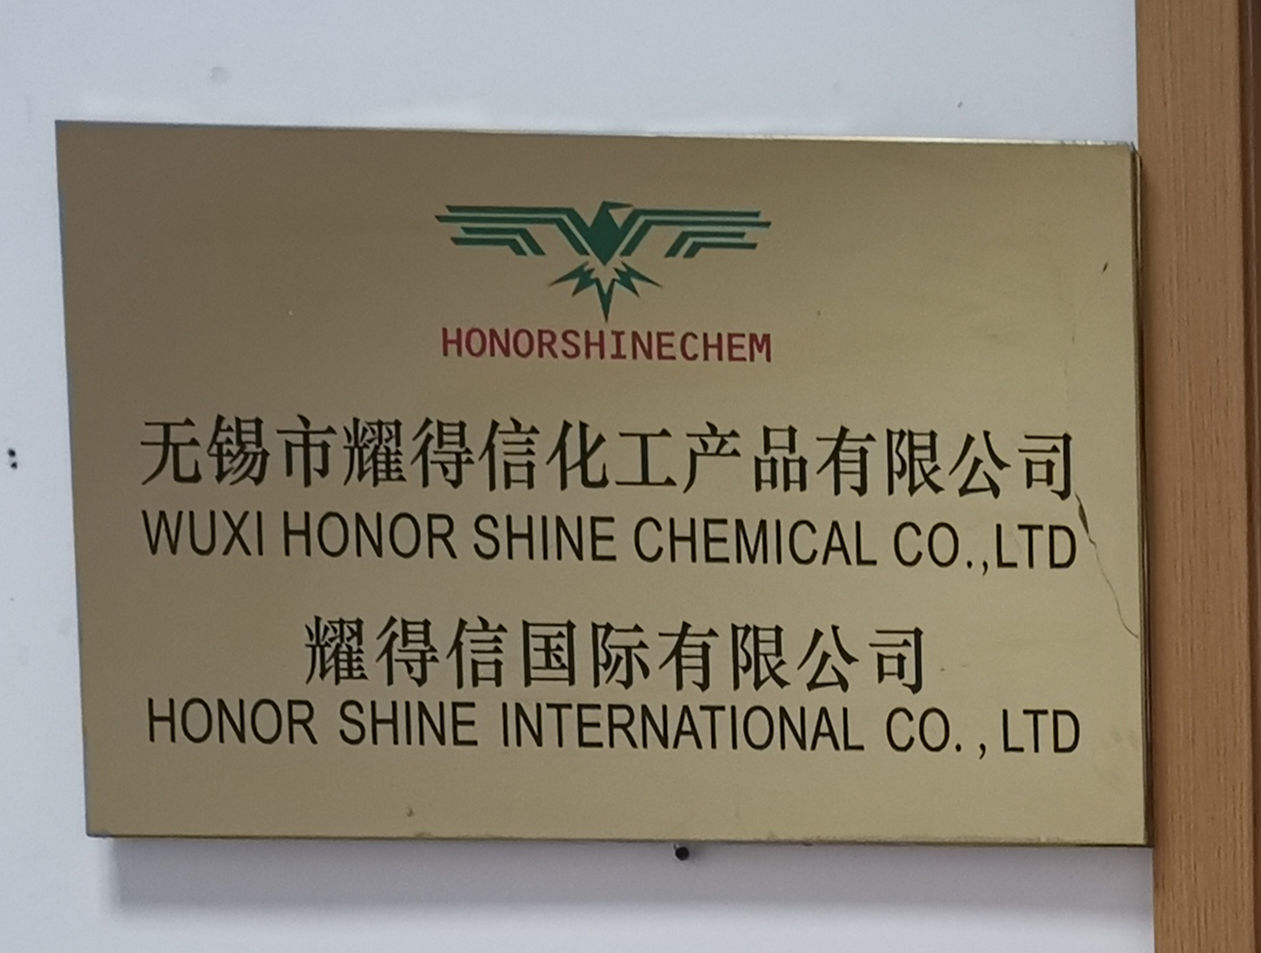 HONORSHINECHEM
无锡市耀得信化工产品有限公司
WUXI HONOR SHINE CHEMICAL CO.,LTD
耀得信国际有限公司
HONOR SHINE INTERNATIONAL CO.,LTD